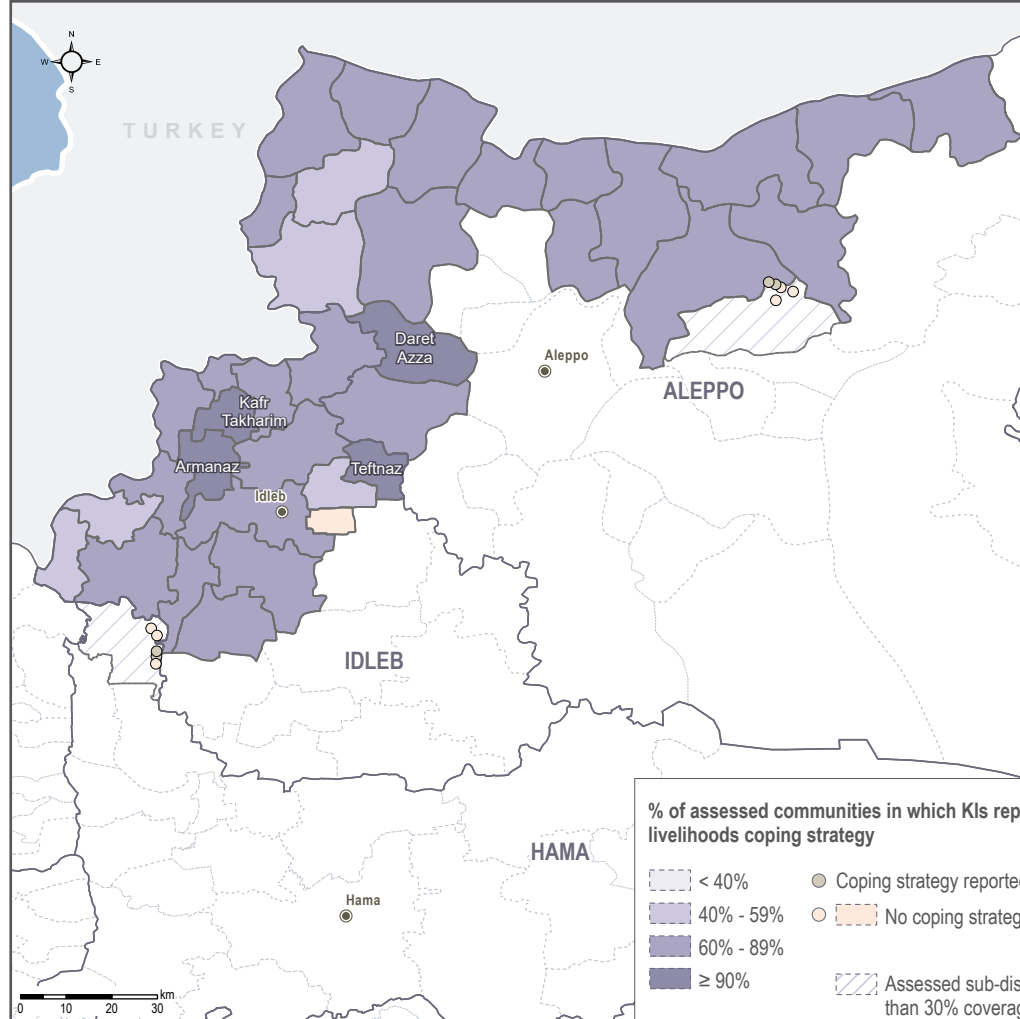 N
W E
S
TURKEY
Daret
Azza
Aleppo
ALEPPO
Kafr
Takharim
Armanaz
Teftnaz
Idleb
IDLEB
HAMA
Hama
% of assessed communities in which KIs rep
livelihoods coping strategy
< 40%
Coping strategy reported
40% - 59%
No coping strateg
60% - 89%
≥ 90%
Assessed sub-dis
than 30% coverag
km
0 10 20 30